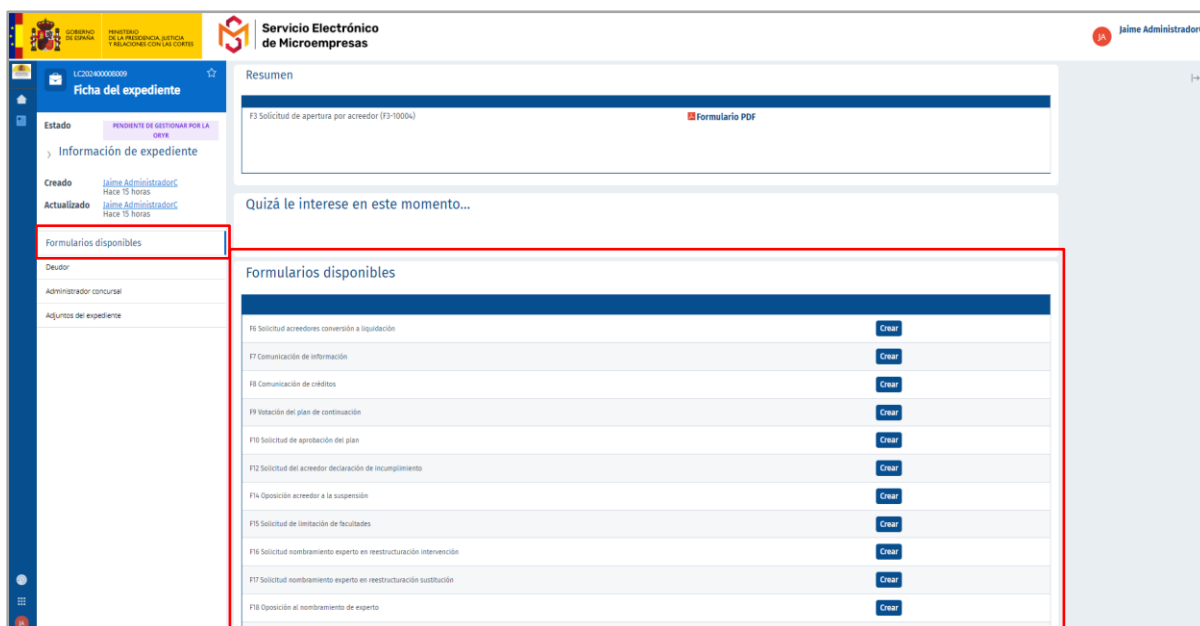 GOBIERNO
DE ESPAÑA
MINISTERIO
DE LA PRESIDENCIA, JUSTICIA
Y RELACIONES CON LAS CORTES
Servicio Electrónico
de Microempresas
JA
Jaime Administrador
LC202400008009
Ficha del expediente
Estado
PENDIENTE DE GESTIONAR POR LA
ORYR
Información de expediente
Creado
Jaime AdministradorC
Hace 15 horas
Actualizado
Jaime AdministradorC
Hace 15 horas
Formularios disponibles
Deudor
Administrador concursal
Adjuntos del expediente
JA
Resumen
F3 Solicitud de apertura por acreedor (F3-10004)
Formulario PDF
Quizá le interese en este momento...
Formularios disponibles
F6 Solicitud acreedores conversión a liquidación Crear
F7 Comunicación de información Crear
F8 Comunicación de créditos Crear
F9 Votación del plan de continuación Crear
F10 Solicitud de aprobación del plan Crear
F12 Solicitud del acreedor declaración de incumplimiento Crear
F14 Oposición acreedor a la suspensión Crear
F15 Solicitud de limitación de facultades Crear
F16 Solicitud nombramiento experto en reestructuración intervención Crear
F17 Solicitud nombramiento experto en reestructuración sustitución Crear
F18 Oposición al nombramiento de experto Crear